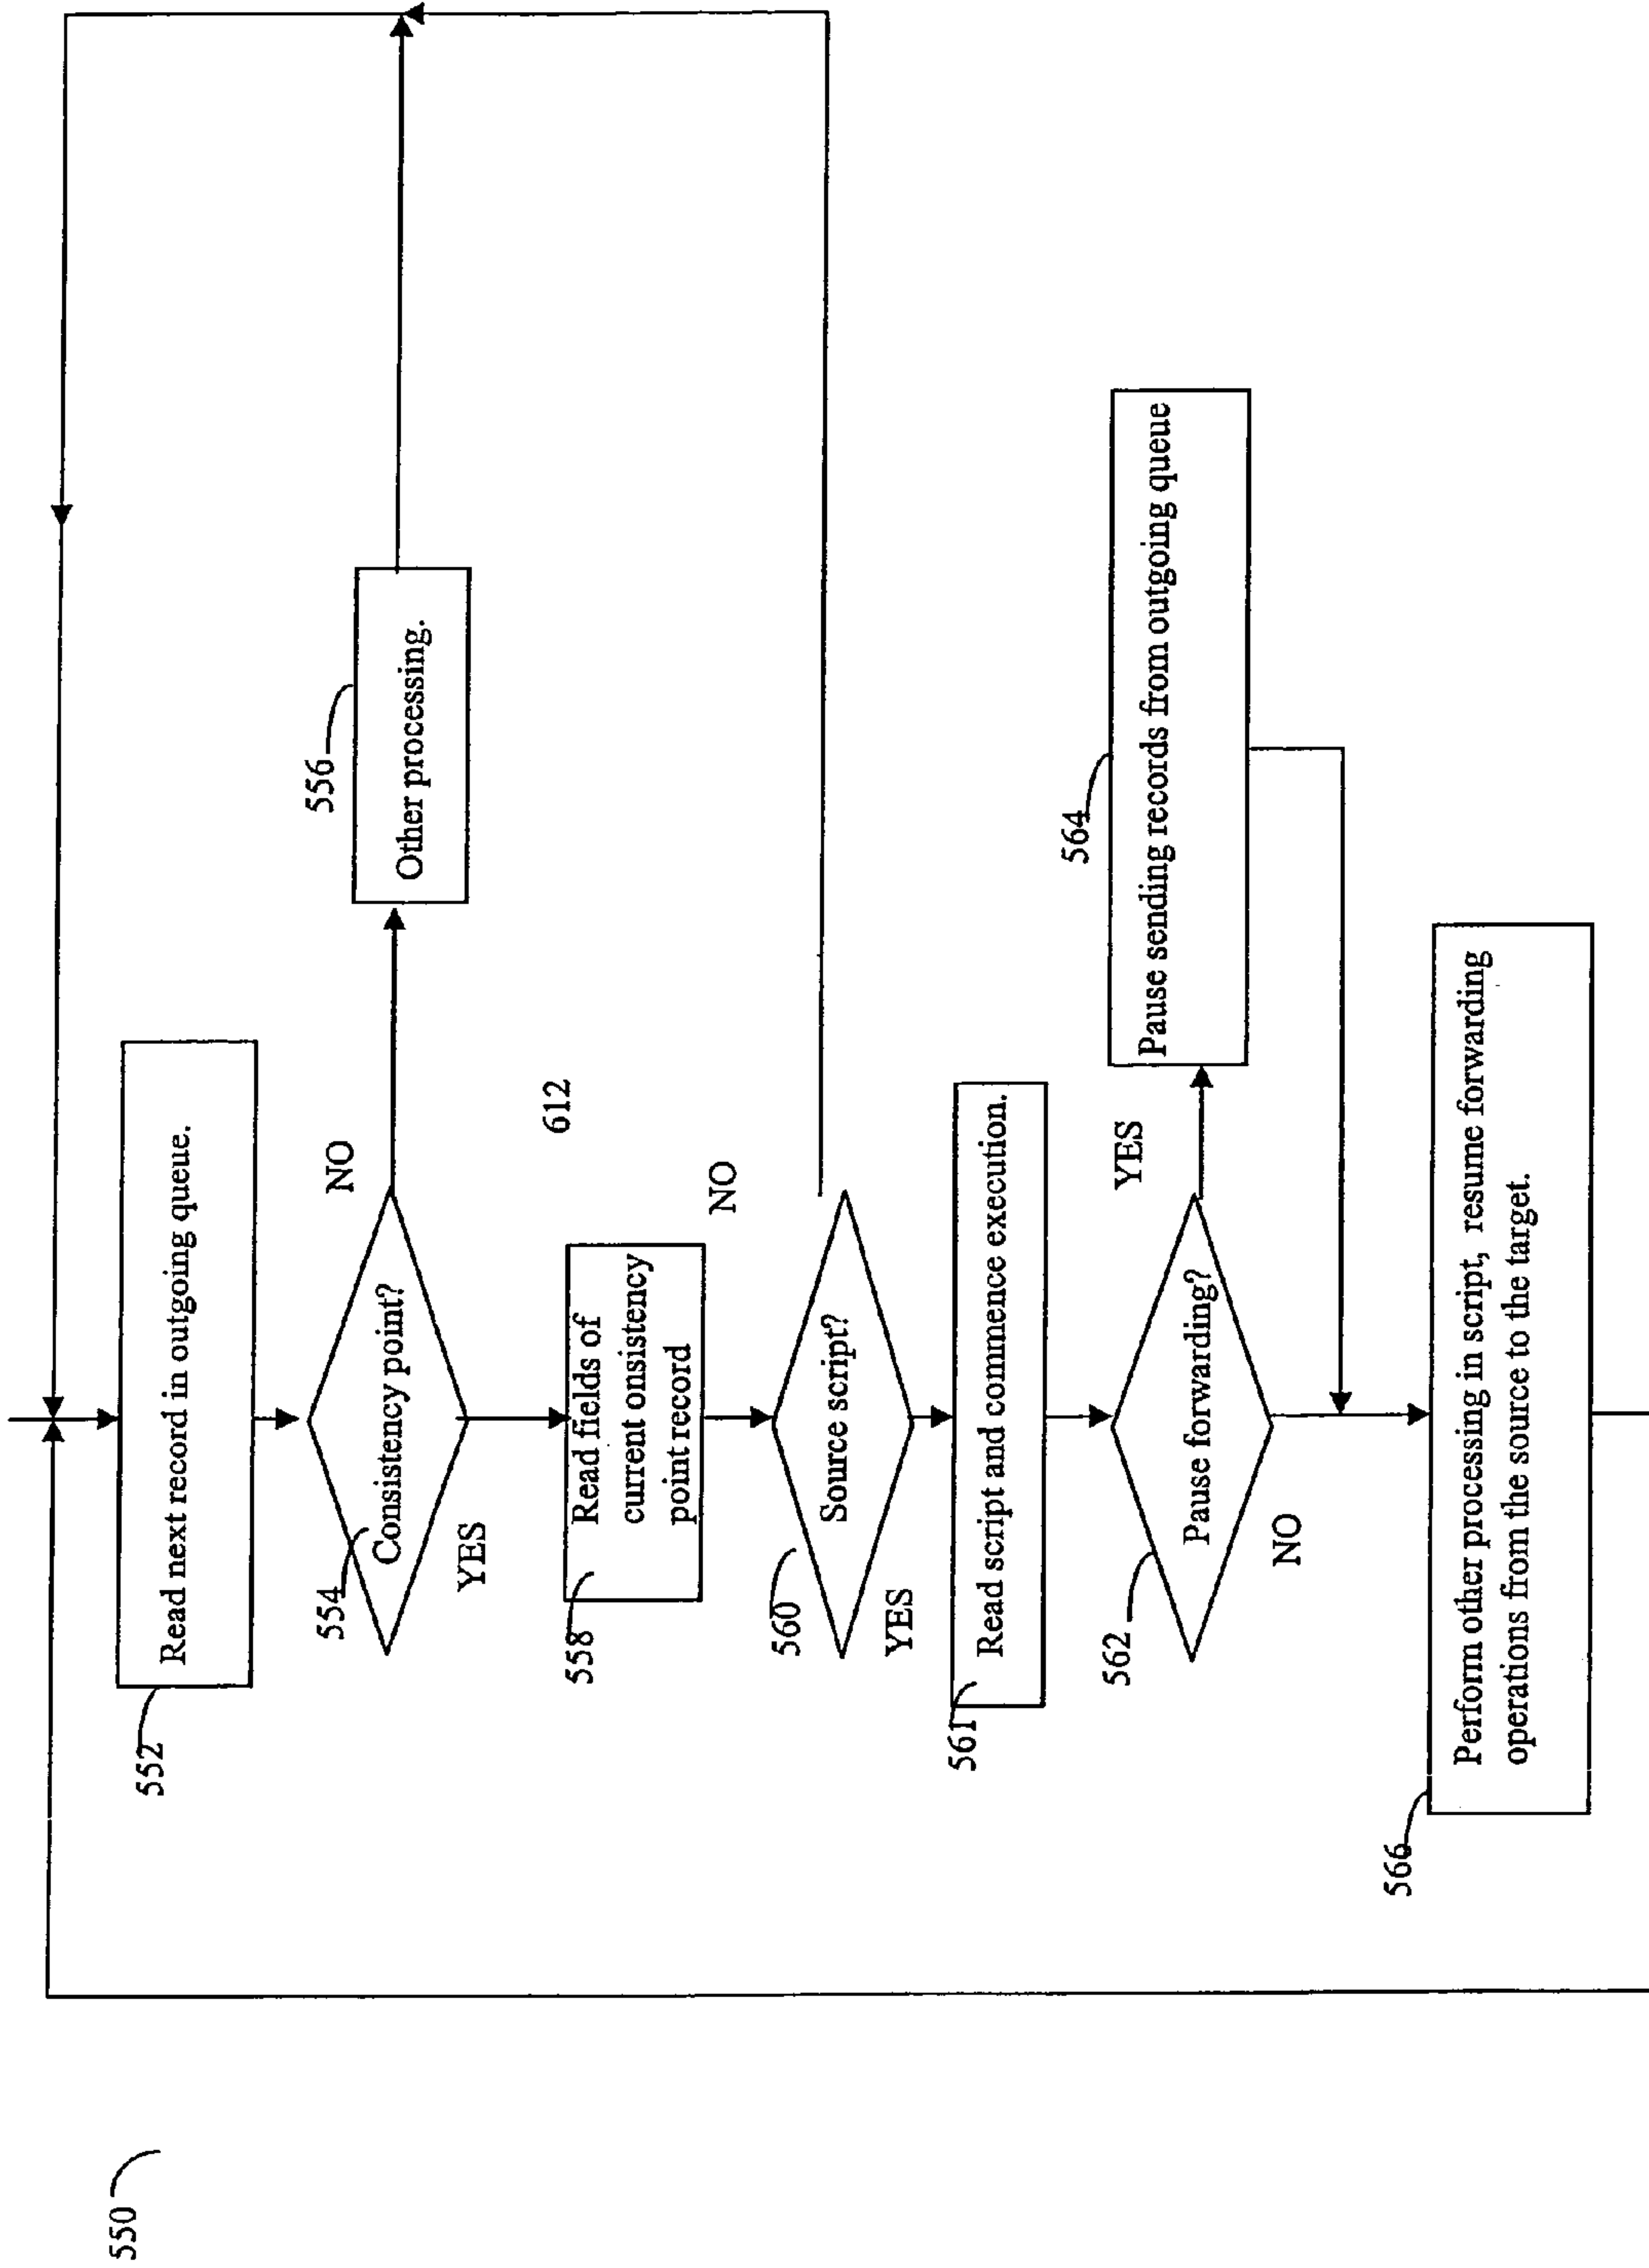 550
552
Read next record in outgoing queue.
554
Consistency point?
NO
YES
556
Other processing.
558
Read fields of
current onsistency
point record
612
560
Source script?
NO
YES
561
Read script and commence execution.
562
Pause forwarding?
YES
NO
564
Pause sending records from outgoing queue
566
Perform other processing in script, resume forwarding
operations from the source to the target.